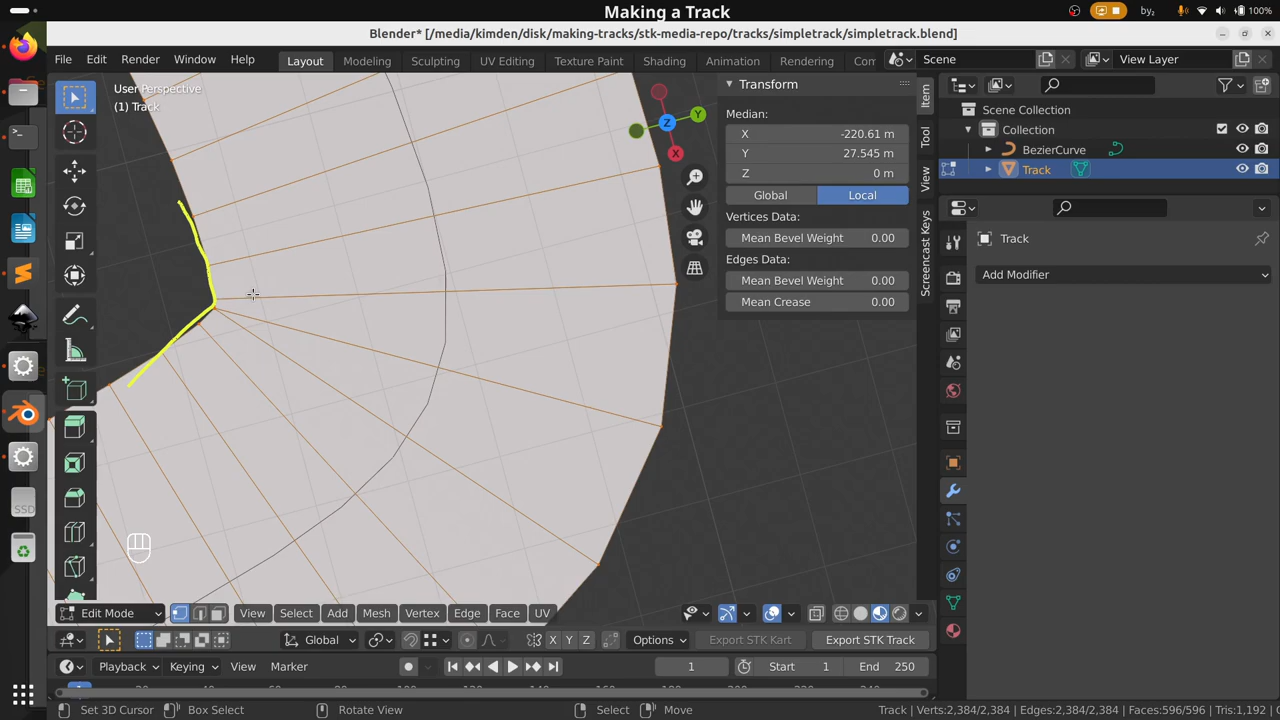 Making a Track
by₂
100%
Blender* [/media/kimden/disk/making-tracks/stk-media-repo/tracks/simpletrack/simpletrack.blend]
File Edit Render Window Help Layout Modeling Sculpting UV Editing Texture Paint Shading Animation Rendering Com Scene View Layer
User Perspective
(1) Track
X Y Z
Transform
Median:
X -220.61 m
Y 27.545 m
Z 0 m
Global Local
Vertices Data:
Mean Bevel Weight 0.00
Edges Data:
Mean Bevel Weight 0.00
Mean Crease 0.00
Item
Tool
View
Screencast Keys
Scene Collection
Collection
BezierCurve
Track
Track
Add Modifier
SSD
Edit Mode View Select Add Mesh Vertex Edge Face UV
Global X Y Z Options Export STK Kart Export STK Track
Playback Keying View Marker 1 Start 1 End 250
Set 3D Cursor Box Select Rotate View Select Move Track | Verts:2,384/2,384 | Edges:2,384/2,384 | Faces:596/596 | Tris:1,192